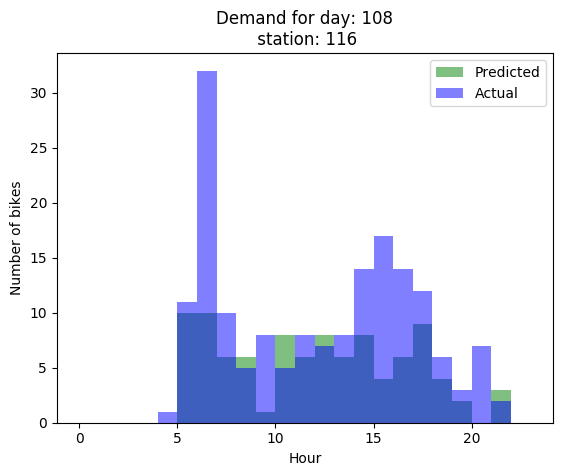 Demand for day: 108
station: 116
Predicted
Actual
Number of bikes
30
25
20
15
10
5
0
0
5
10
15
20
Hour